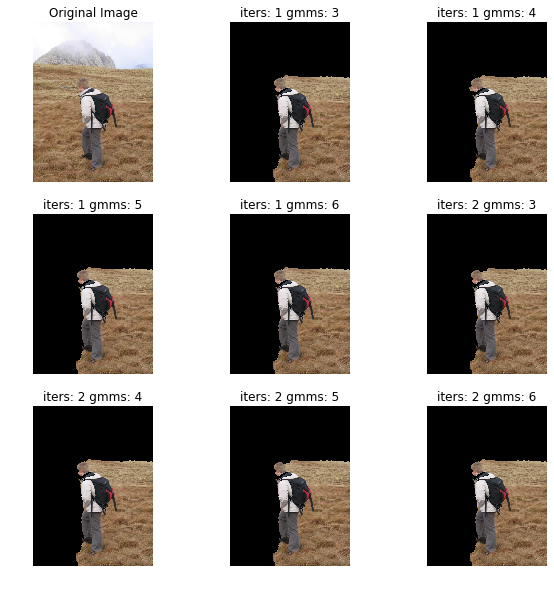 Original Image
iters: 1 gmms: 3
iters: 1 gmms: 4
iters: 1 gmms: 5
iters: 1 gmms: 6
iters: 2 gmms: 3
iters: 2 gmms: 4
iters: 2 gmms: 5
iters: 2 gmms: 6